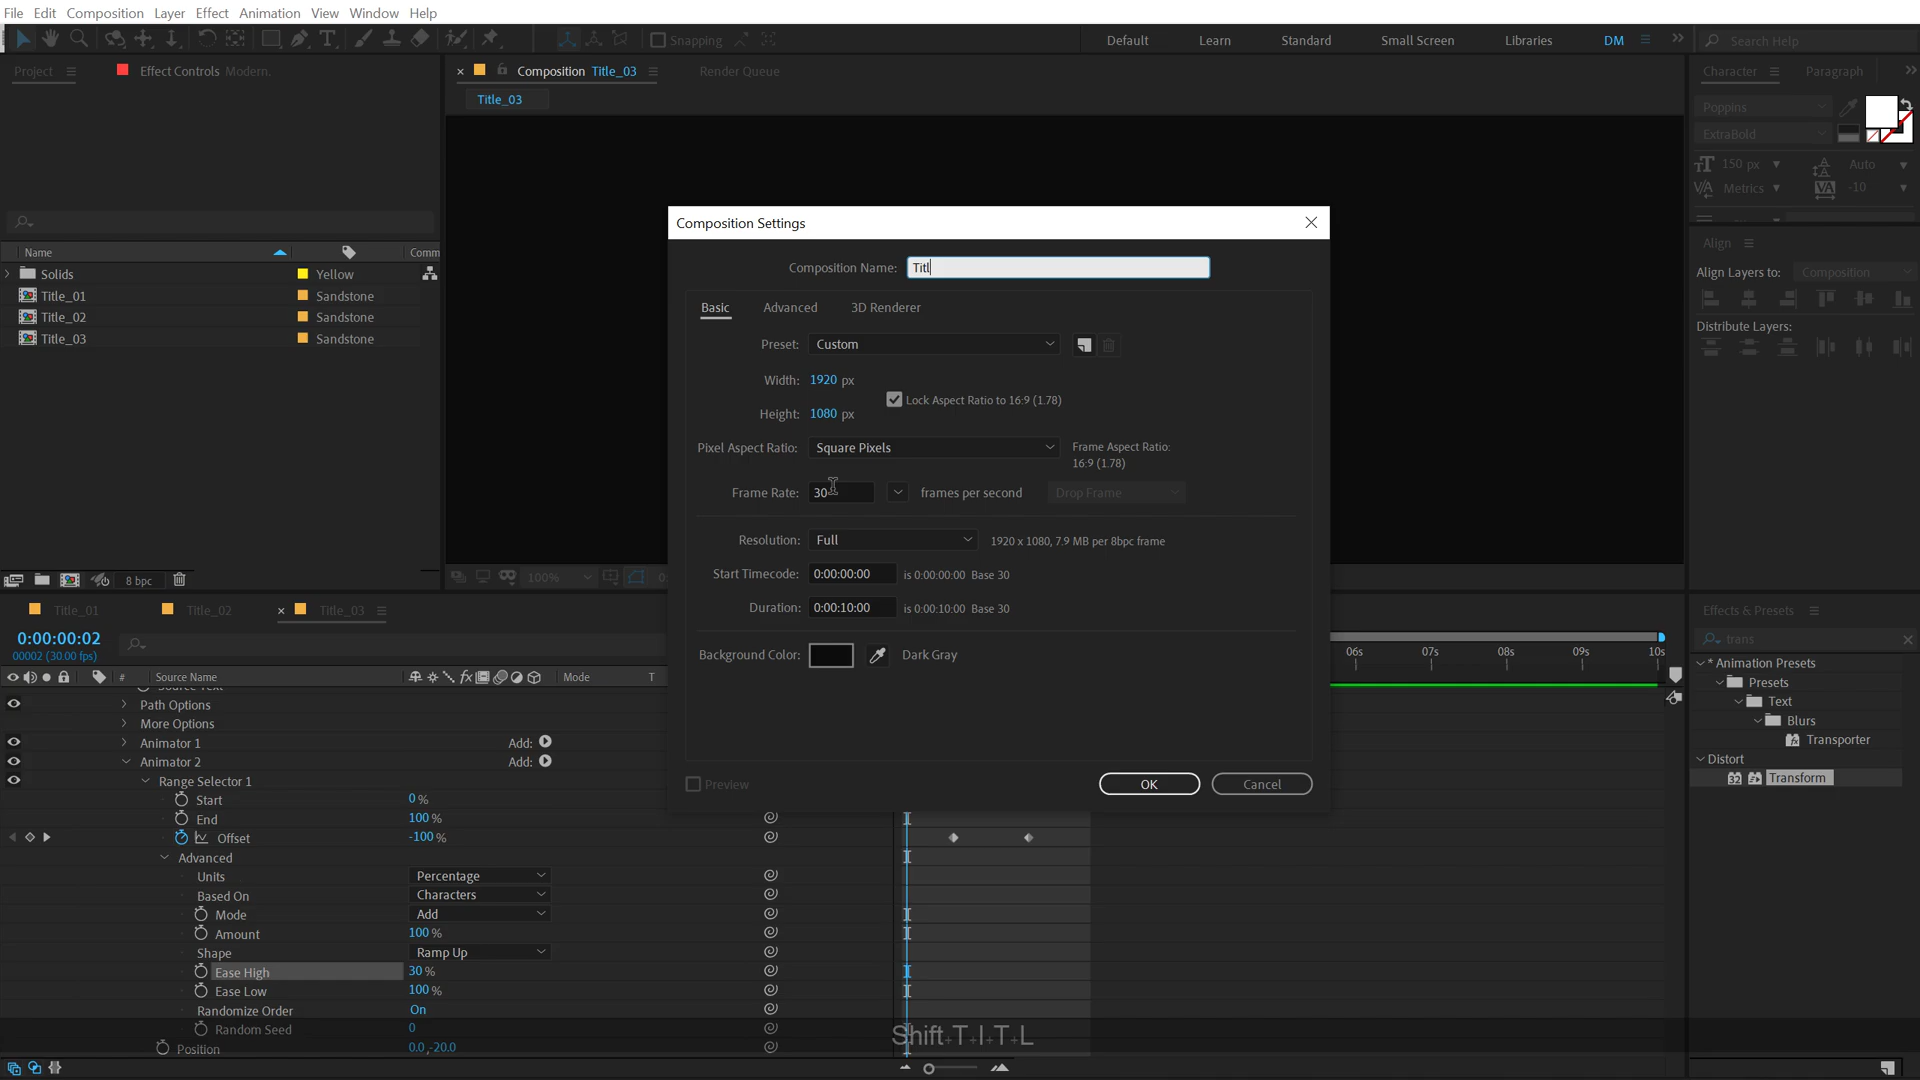 File Edit Composition Layer Effect Animation View Window Help
Snapping Default Learn Standard Small Screen Libraries DM Search Help
Project Effect Controls Modern. Composition Title_03 Render Queue Character Paragraph
Title_03
Poppins
ExtraBold
150 px Auto
Metrics -10
Composition Settings
Align
Name Comm
Composition Name: Titl
Align Layers to: Composition
Solids Yellow
Title_01 Sandstone
Title_02 Sandstone
Title_03 Sandstone
Distribute Layers:
Basic Advanced 3D Renderer
Preset: Custom
Width: 1920 px
Lock Aspect Ratio to 16:9 (1.78)
Height: 1080 px
Pixel Aspect Ratio: Square Pixels Frame Aspect Ratio:
16:9 (1.78)
Frame Rate: 30 frames per second Drop Frame
Resolution: Full 1920 x 1080, 7.9 MB per 8bpc frame
Start Timecode: 0:00:00:00 is 0:00:00:00 Base 30
Duration: 0:00:10:00 is 0:00:10:00 Base 30
Background Color: Dark Gray
Preview OK Cancel
8 bpc 100%
Title_01 Title_02 Title_03
0:00:00:02
00002 (30.00 fps)
06s 07s 08s 09s 10s
# Source Name Mode T
Source Text
Path Options
More Options
Animator 1 Add:
Animator 2 Add:
Range Selector 1
Start 0 %
End 100 %
Offset -100 %
Advanced
Units Percentage
Based On Characters
Mode Add
Amount 100 %
Shape Ramp Up
Ease High 30 %
Ease Low 100 %
Randomize Order On
Random Seed 0
Position 0.0,-20.0
Shift+T+I+T+L
Effects & Presets
trans
* Animation Presets
Presets
Text
Blurs
Transporter
Distort
32 Transform